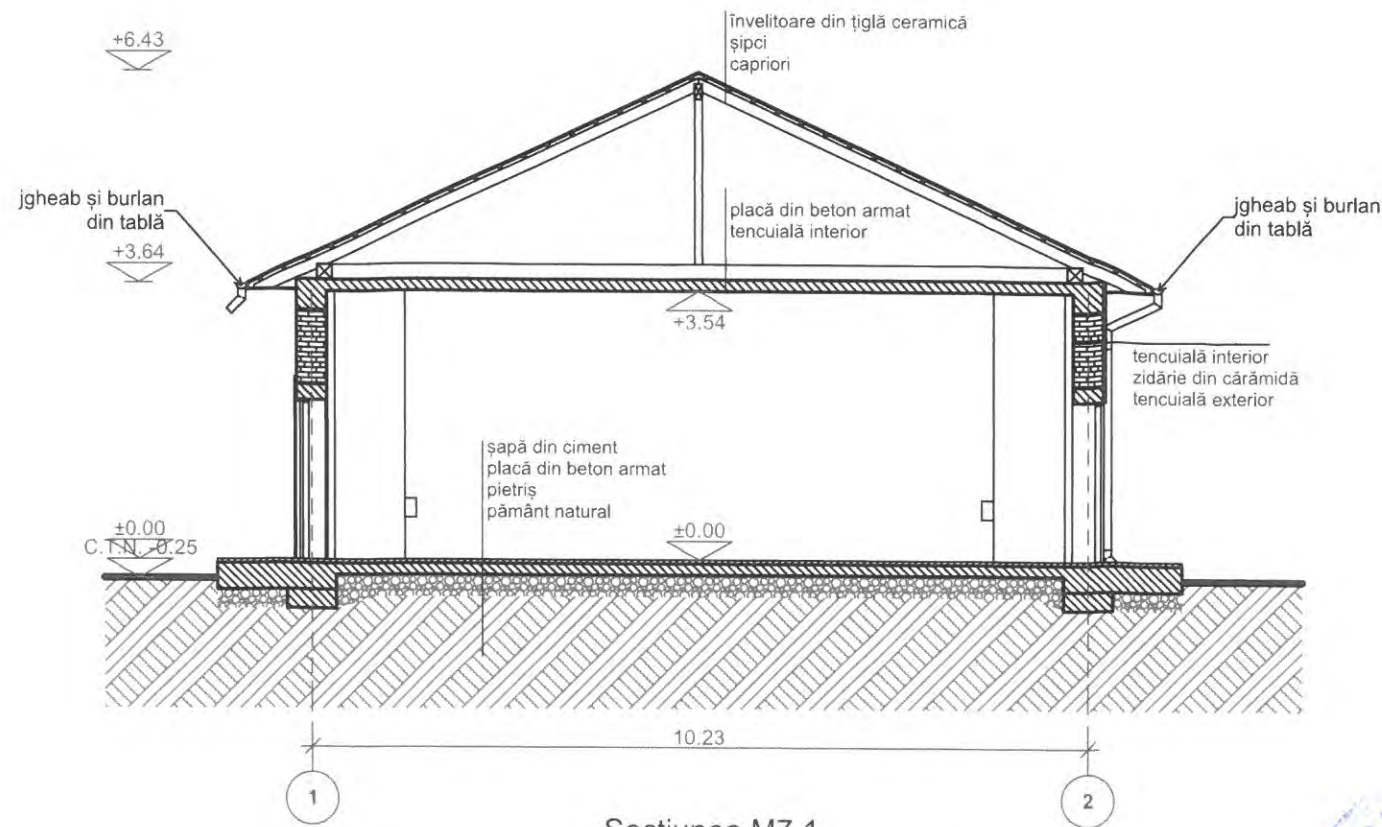 învelitoare din țiglă ceramică
șipci
capriori
+6.43
jgheab și burlan
din tablă
+3.64
placă din beton armat
tencuială interior
jgheab și burlan
din tablă
+3.54
tencuială interior
zidărie din cărămidă
tencuială exterior
șapă din ciment
placă din beton armat
pietriș
pământ natural
±0.00
C.T.N. -0.25
±0.00
10.23
1
2